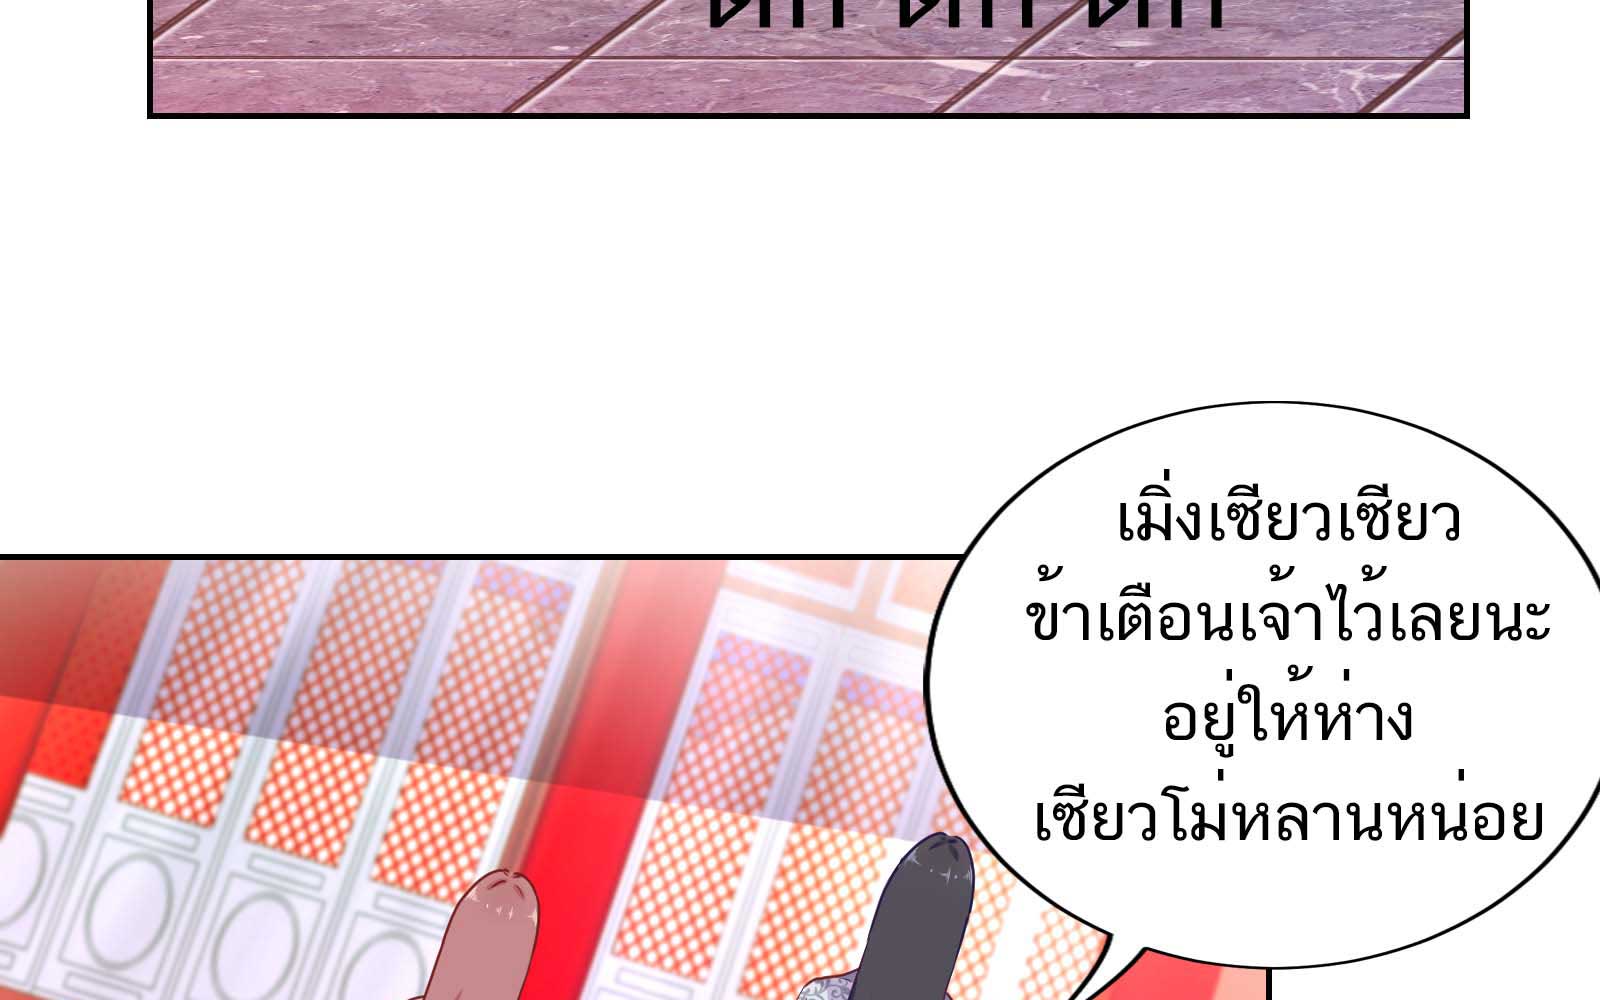 เมิ่งเซียวเซียว
ข้าเตือนเจ้าไว้เลยนะ
อยู่ให้ห่าง
เซียวโม่หลานหน่อย